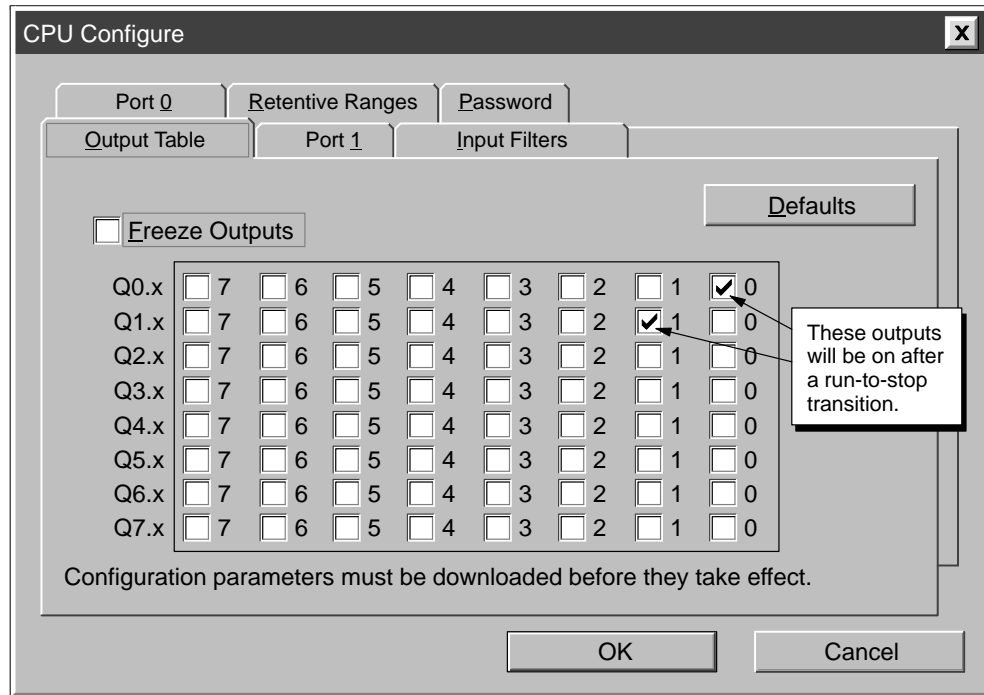 CPU Configure
Port 0 Retentive Ranges Password
Output Table Port 1 Input Filters
Defaults
Freeze Outputs
Q0.x 7 6 5 4 3 2 1 0
Q1.x 7 6 5 4 3 2 1 0
Q2.x 7 6 5 4 3 2 1 0
Q3.x 7 6 5 4 3 2 1 0
Q4.x 7 6 5 4 3 2 1 0
Q5.x 7 6 5 4 3 2 1 0
Q6.x 7 6 5 4 3 2 1 0
Q7.x 7 6 5 4 3 2 1 0
These outputs
will be on after
a run-to-stop
transition.
Configuration parameters must be downloaded before they take effect.
OK Cancel